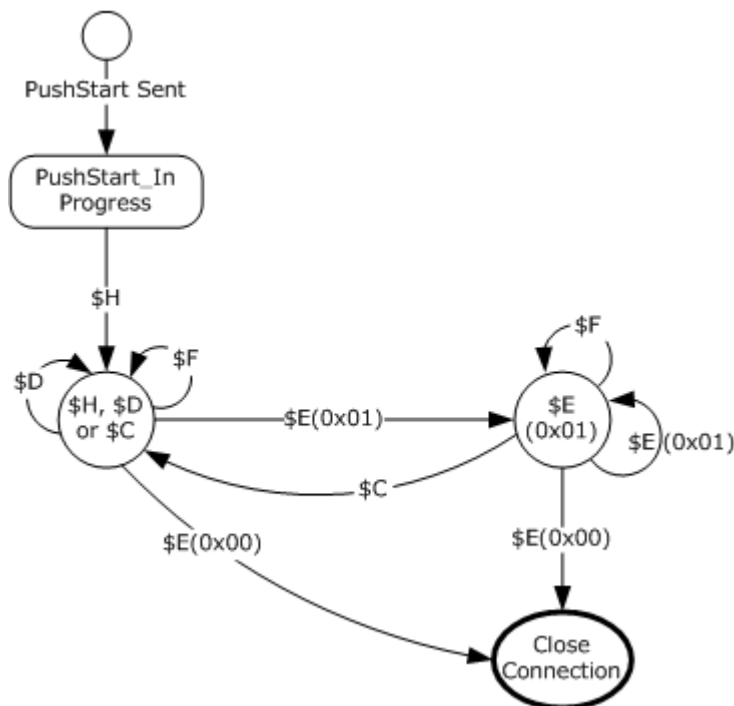 PushStart Sent
PushStart_In
Progress
$H
$D
$F
$H, $D
or $C
$E(0x01)
$F
$E
(0x01)
$E (0x01)
$C
$E(0x00)
$E(0x00)
Close
Connection